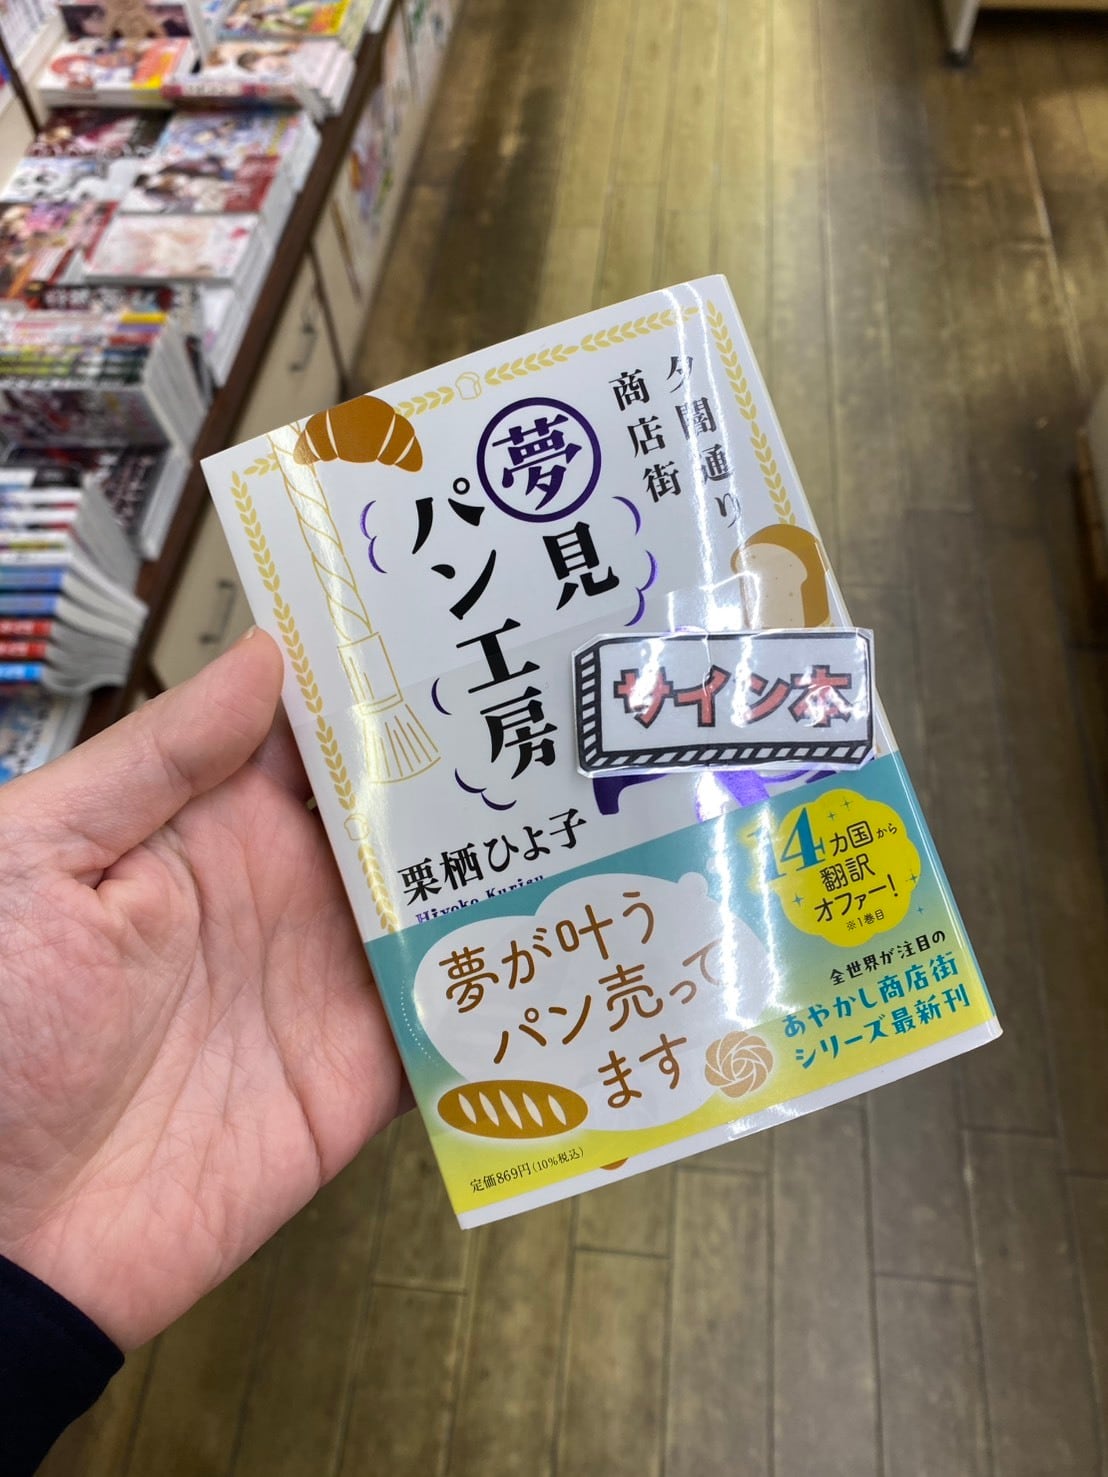 夕闇通り
商店街
夢見
パン工房
栗栖ひよ子
Hiyoko Kurisu
サイン本
14カ国から
翻訳
オファー!
※1巻目
全世界が注目の
あやかし商店街
シリーズ最新刊
夢が叶う
パン売って
ます
定価869円(10%税込)